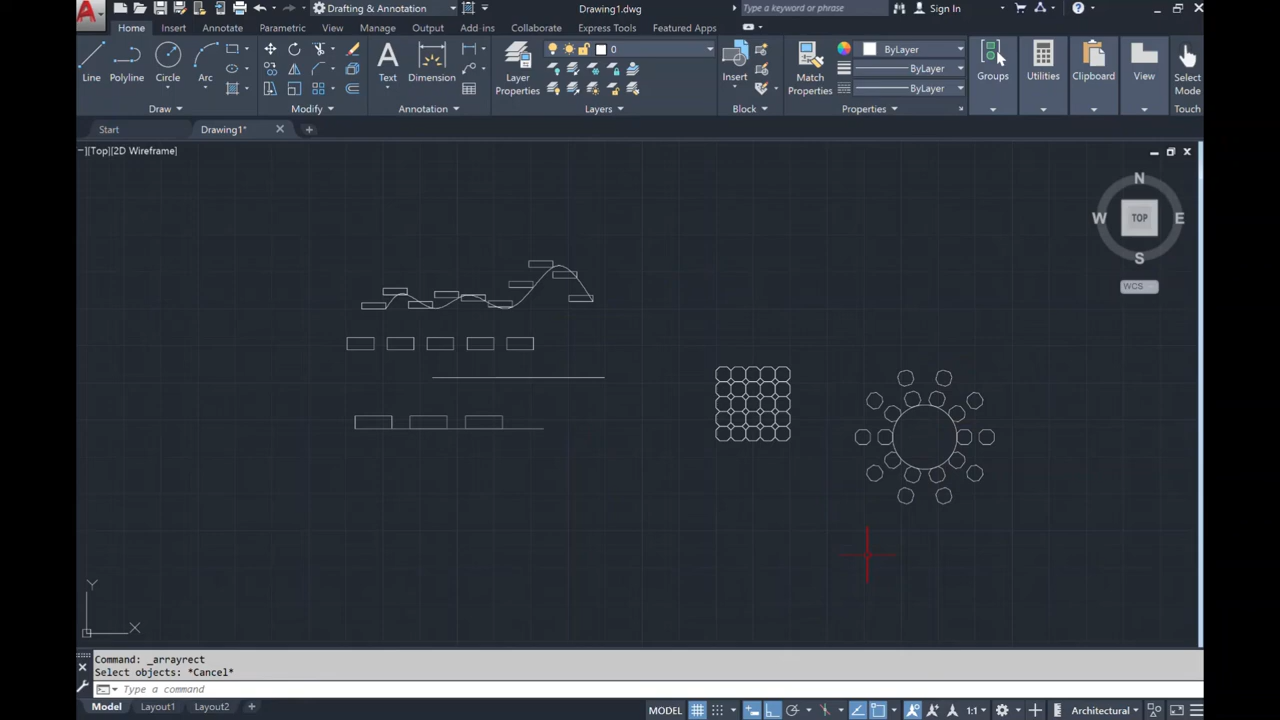 A
Drafting & Annotation
Drawing1.dwg
Type a keyword or phrase
Sign In
?
Home Insert Annotate Parametric View Manage Output Add-ins Collaborate Express Tools Featured Apps
0
ByLayer
ByLayer
ByLayer
A
Line Polyline Circle Arc Text Dimension Layer Properties Insert Match Properties Groups Utilities Clipboard View Select Mode
Draw Modify Annotation Layers Block Properties Touch
Start Drawing1* +
−][Top][2D Wireframe]
N
W TOP E
S
WCS
Y
X
Command: _arrayrect
Select objects: *Cancel*
Type a command
Model Layout1 Layout2 + MODEL 1:1 Architectural